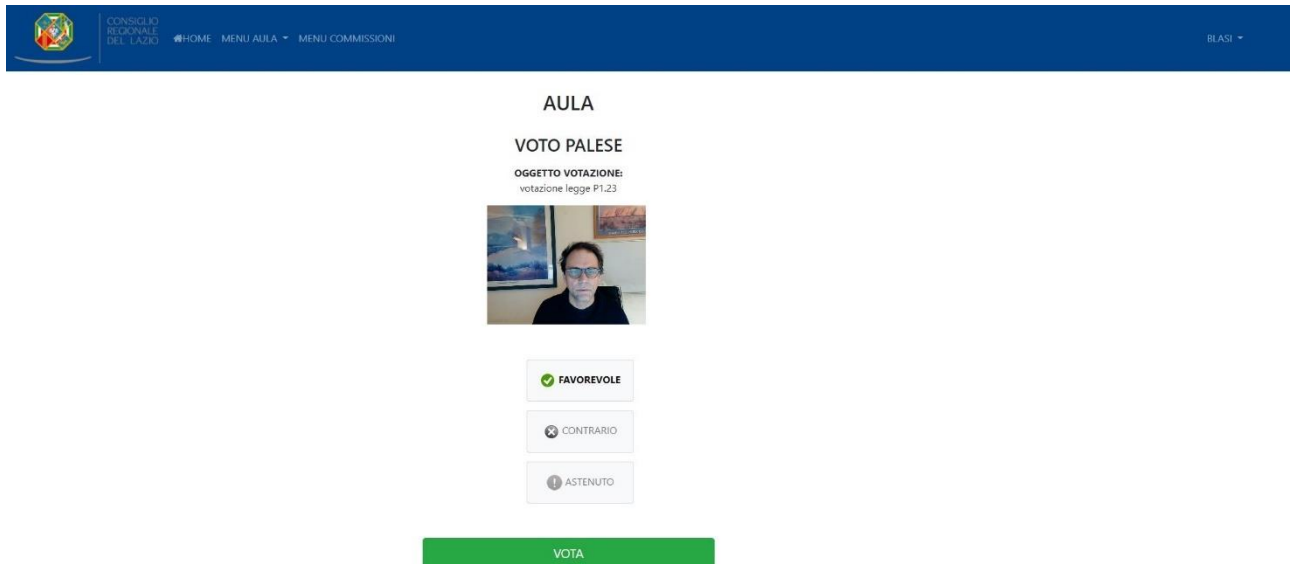 CONSIGLIO
REGIONALE
DEL LAZIO
HOME MENU AULA MENU COMMISSIONI
BLASI
AULA
VOTO PALESE
OGGETTO VOTAZIONE:
votazione legge P1.23
FAVOREVOLE
CONTRARIO
ASTENUTO
VOTA